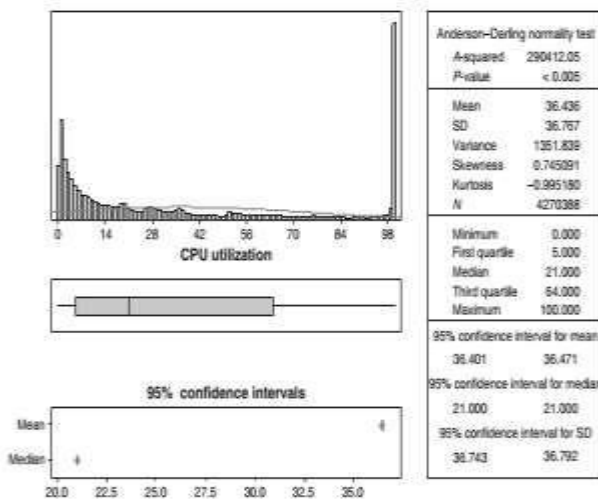 0 14 28 42 56 70 84 98
CPU utilization
95% confidence intervals
Mean
Median
20.0 22.5 25.0 27.5 30.0 32.5 35.0
Anderson–Darling normality test
A-squared 290412.05
P-value < 0.005
Mean 36.436
SD 36.767
Variance 1351.839
Skewness 0.745091
Kurtosis –0.995180
N 4270388
Minimum 0.000
First quartile 5.000
Median 21.000
Third quartile 64.000
Maximum 100.000
95% confidence interval for mean
36.401 36.471
95% confidence interval for median
21.000 21.000
95% confidence interval for SD
36.743 36.792